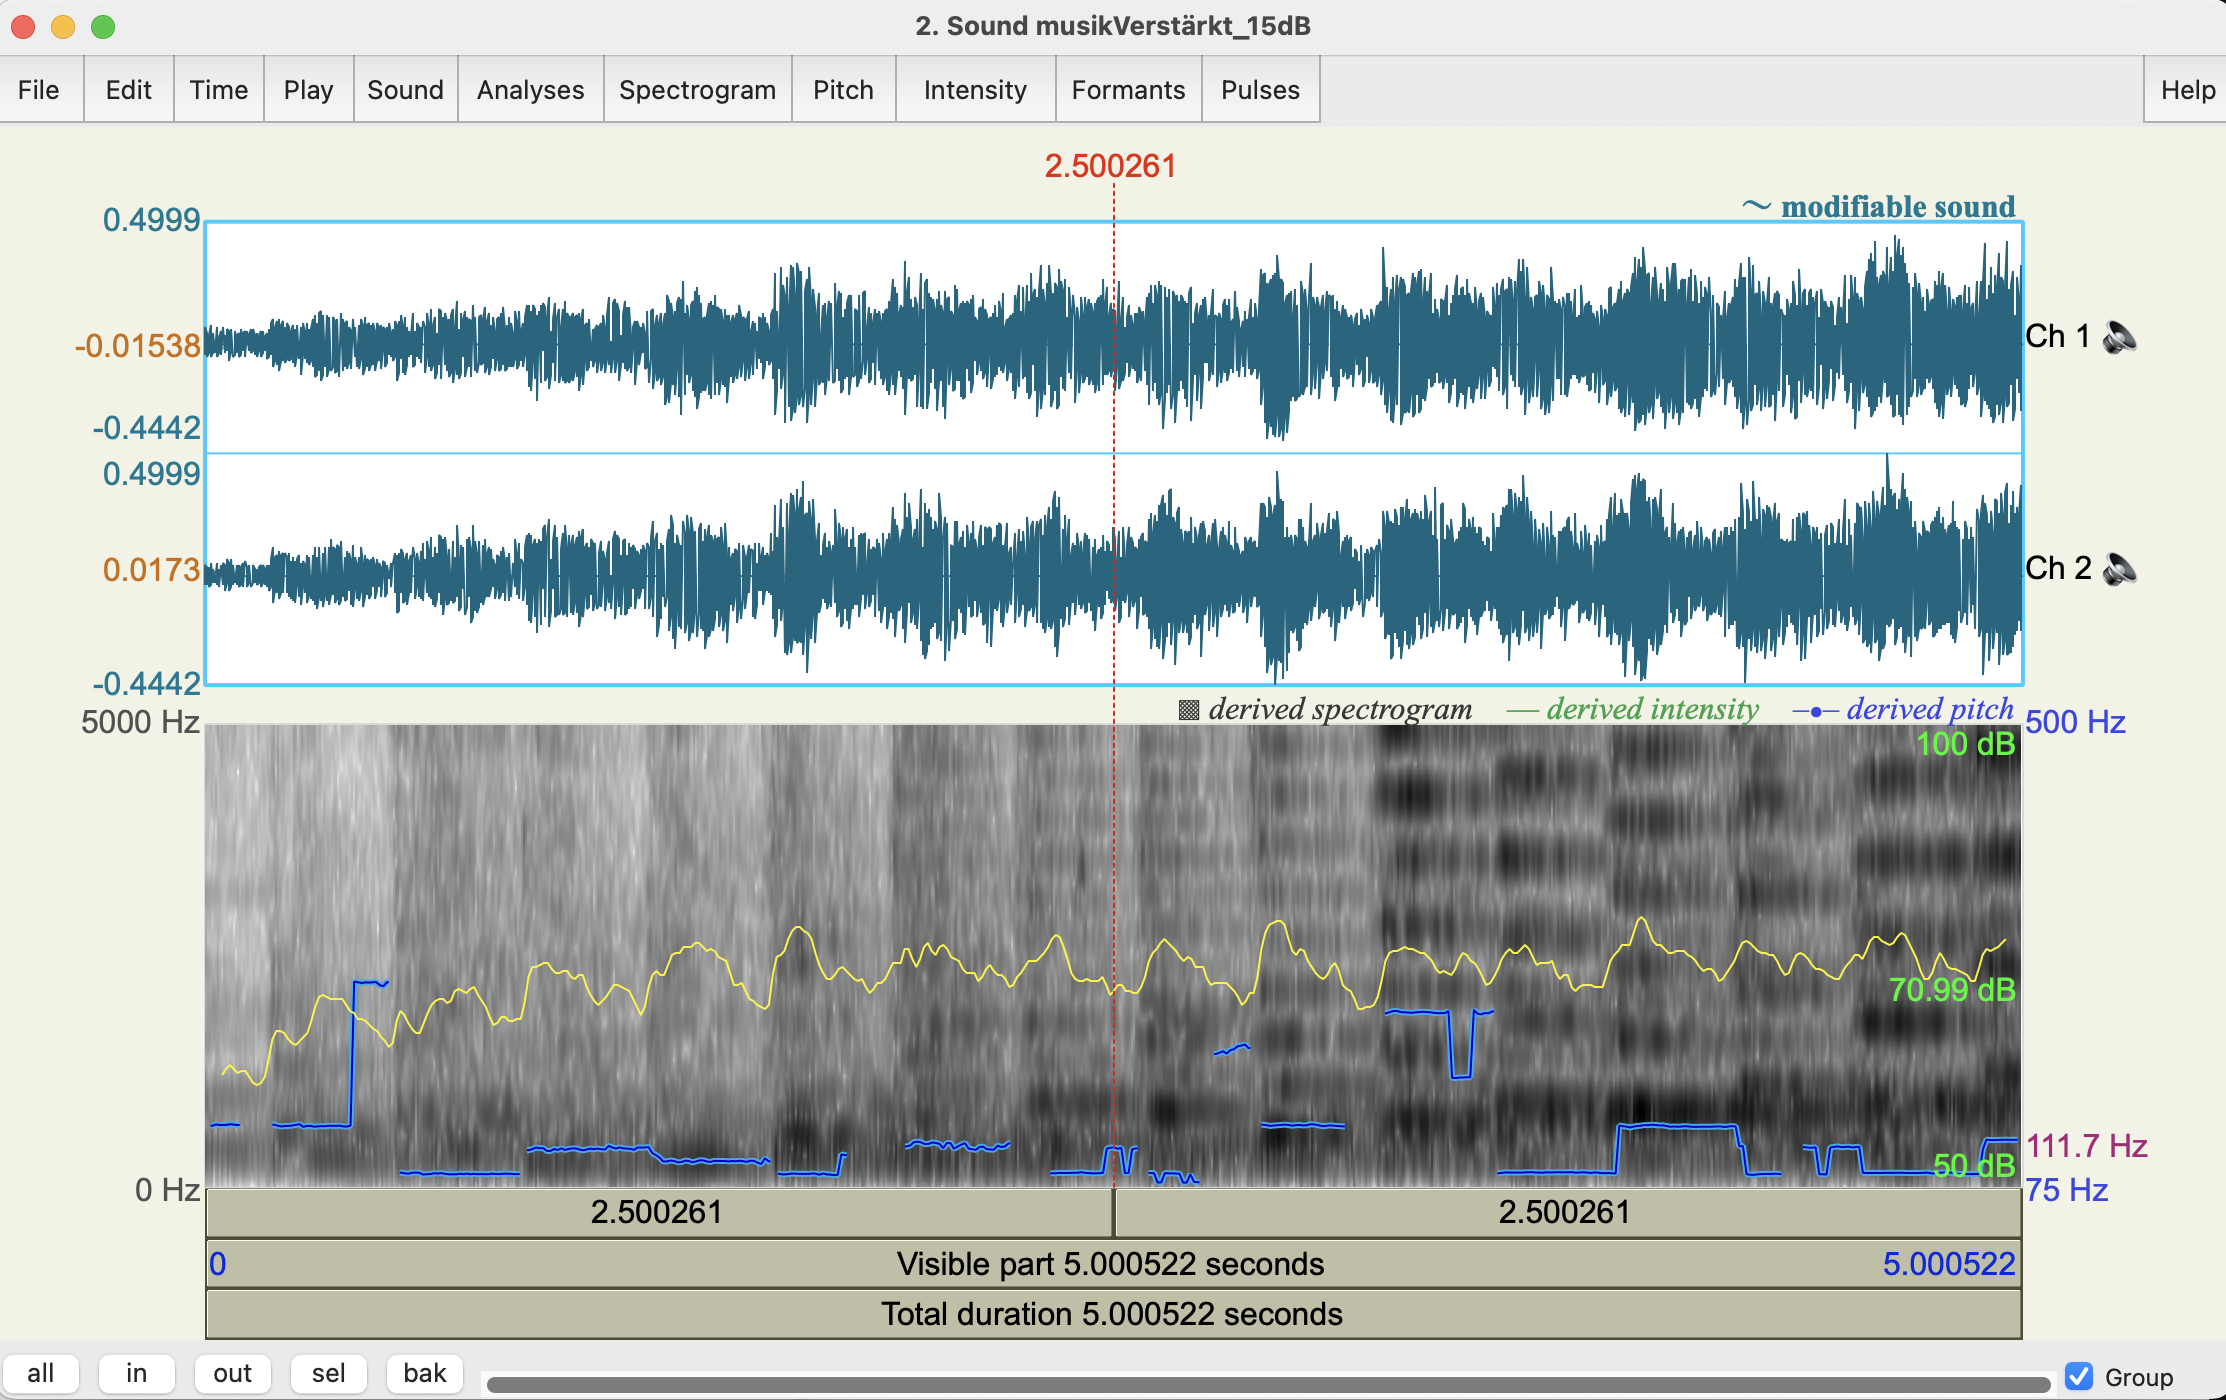 2. Sound musikVerstärkt_15dB
File Edit Time Play Sound Analyses Spectrogram Pitch Intensity Formants Pulses Help
2.500261
0.4999 ~ modifiable sound
-0.01538 Ch 1
-0.4442
0.4999
0.0173 Ch 2
-0.4442
derived spectrogram derived intensity derived pitch
5000 Hz 500 Hz
100 dB
70.99 dB
111.7 Hz
50 dB
0 Hz 75 Hz
2.500261 2.500261
0 Visible part 5.000522 seconds 5.000522
Total duration 5.000522 seconds
all in out sel bak Group